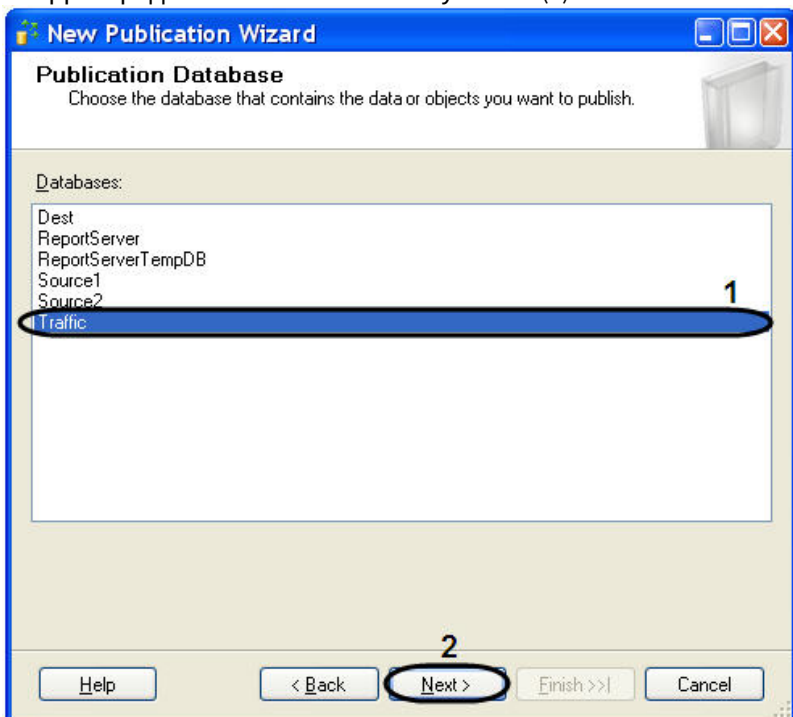 New Publication Wizard
Publication Database
Choose the database that contains the data or objects you want to publish.
Databases:
Dest
ReportServer
ReportServerTempDB
Source1
Source2
1
Traffic
2
Help
< Back
Next >
Finish >>|
Cancel